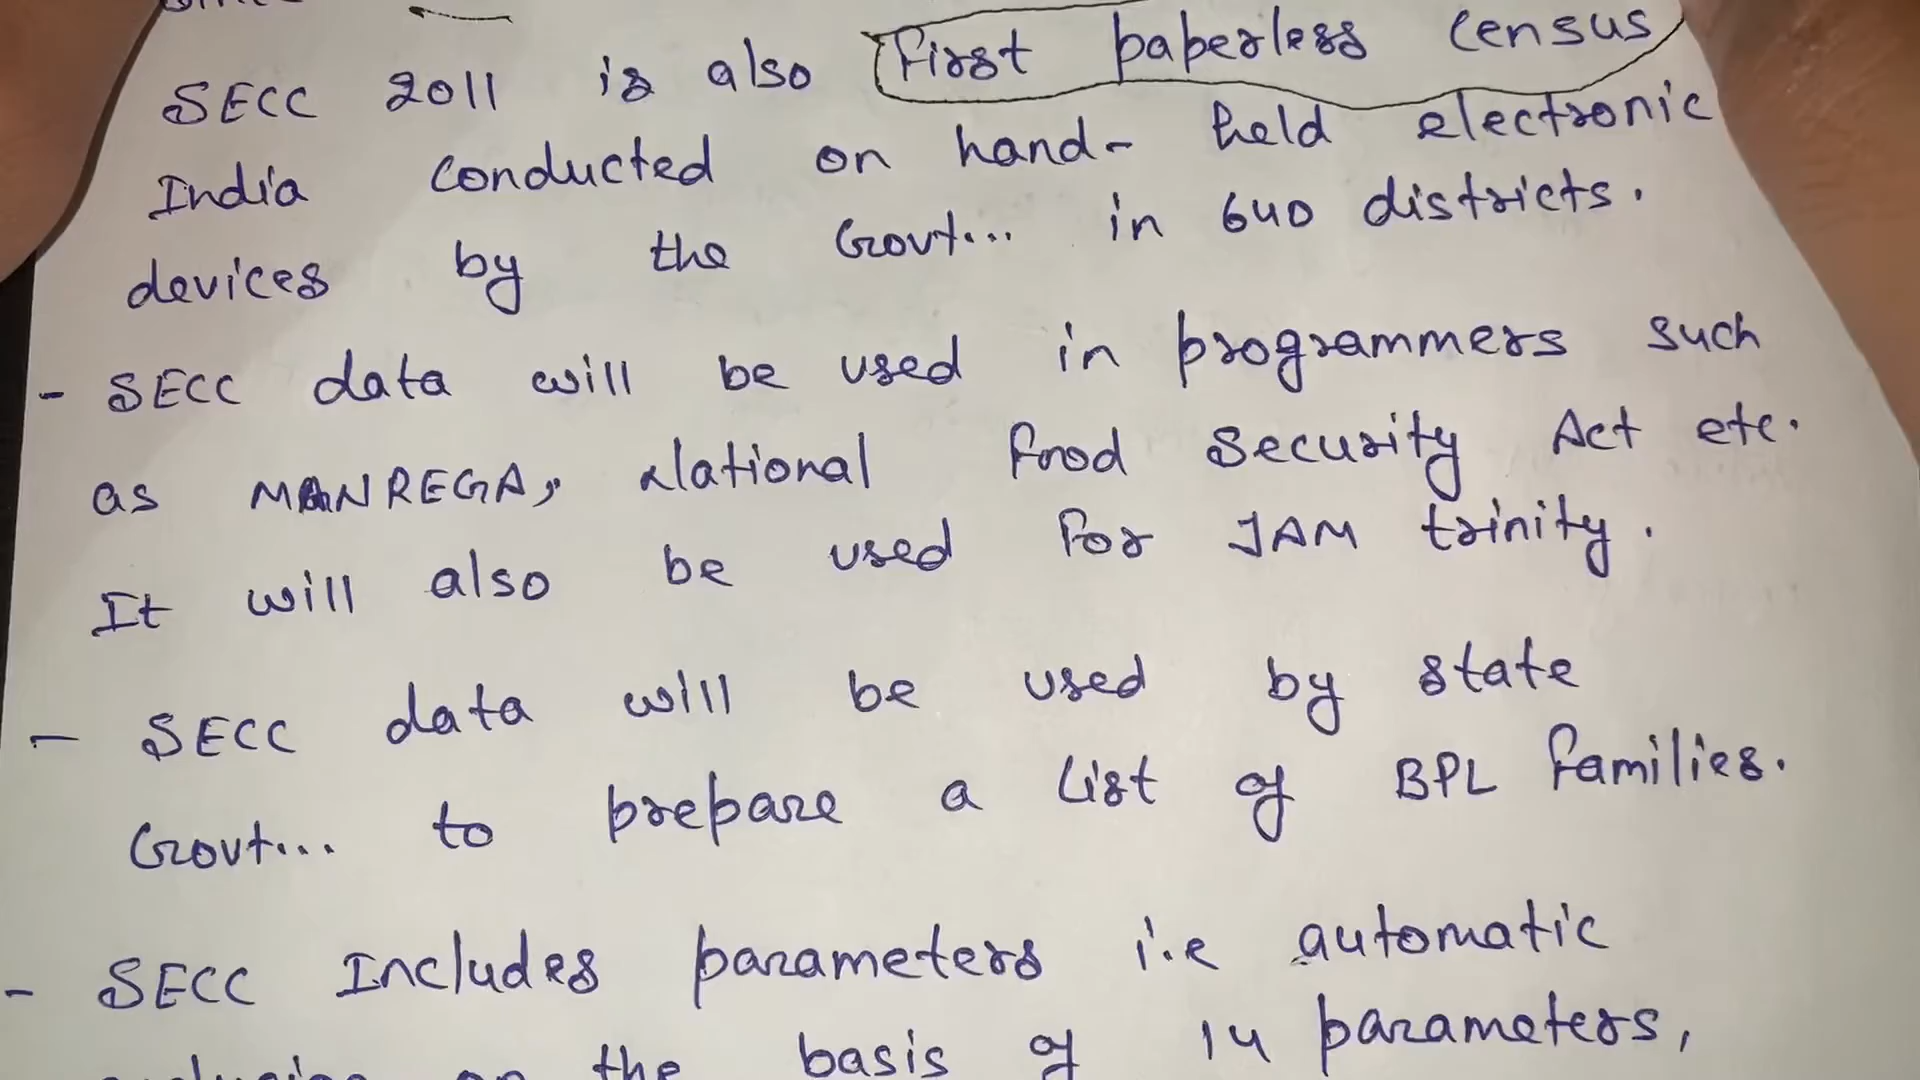 SECC 2011 is also First paperless Census
India conducted on hand- held electronic
devices by the Govt... in 640 districts.
- SECC data will be used in programmers such
as MANREGA, National food security Act etc.
It will also be used for JAM trinity.
- SECC data will be used by state
Govt... to prepare a list of BPL families.
- SECC Includes parameters i.e automatic
on the basis of 14 parameters,